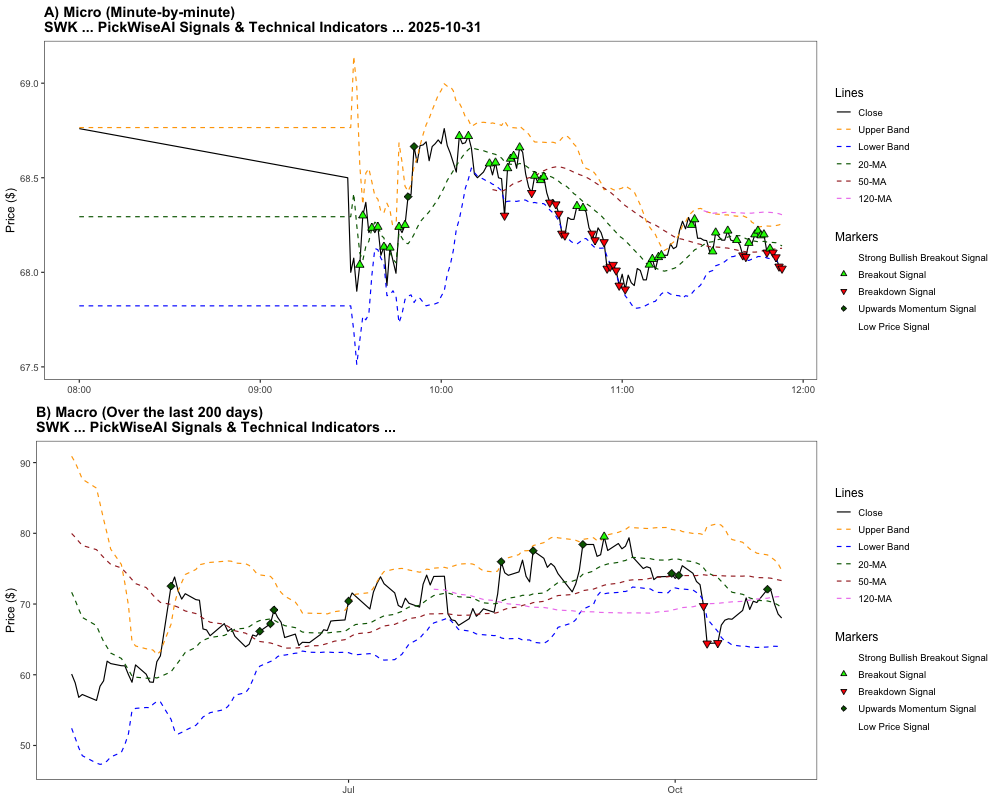 A) Micro (Minute-by-minute)
SWK ... PickWiseAI Signals & Technical Indicators ... 2025-10-31
Price ($)
69.0
68.5
68.0
67.5
08:00
09:00
10:00
11:00
12:00
Lines
Close
Upper Band
Lower Band
20-MA
50-MA
120-MA
Markers
Strong Bullish Breakout Signal
Breakout Signal
Breakdown Signal
Upwards Momentum Signal
Low Price Signal
B) Macro (Over the last 200 days)
SWK ... PickWiseAI Signals & Technical Indicators ...
Price ($)
90
80
70
60
50
Jul
Oct
Lines
Close
Upper Band
Lower Band
20-MA
50-MA
120-MA
Markers
Strong Bullish Breakout Signal
Breakout Signal
Breakdown Signal
Upwards Momentum Signal
Low Price Signal